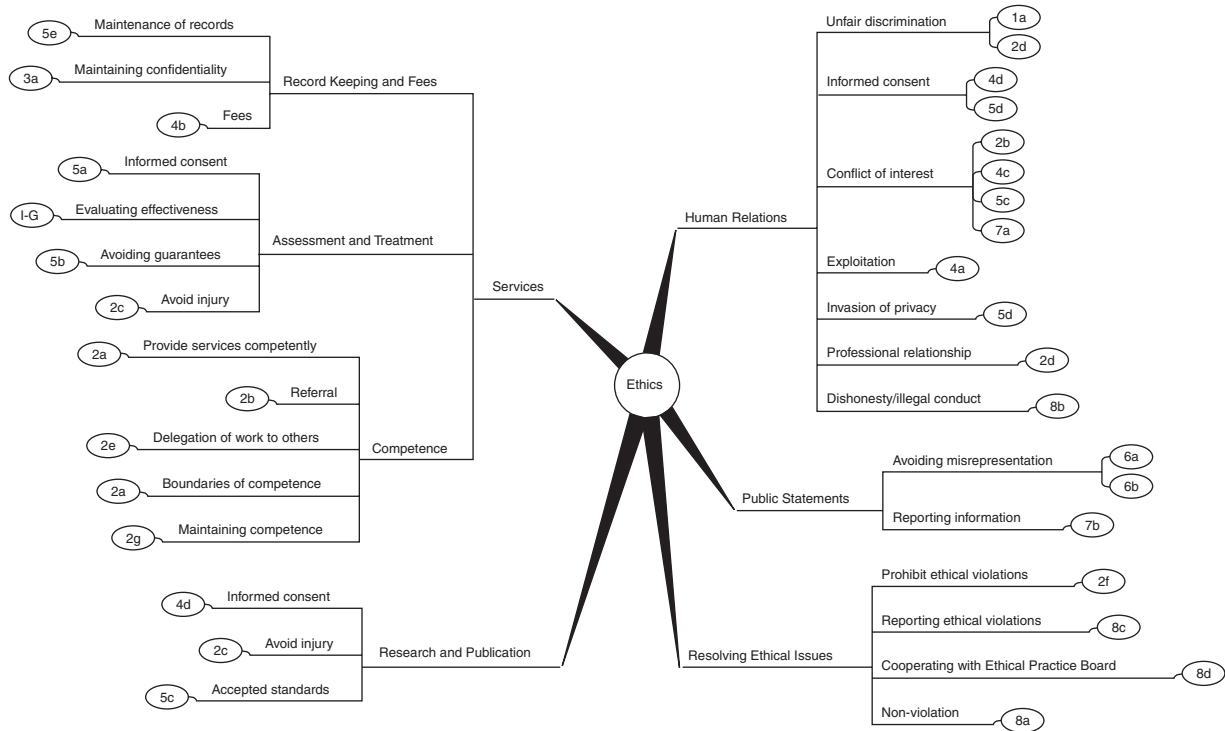 Ethics
Services
Record Keeping and Fees
Maintenance of records
5e
Maintaining confidentiality
3a
Fees
4b
Assessment and Treatment
Informed consent
5a
Evaluating effectiveness
I-G
Avoiding guarantees
5b
Avoid injury
2c
Competence
Provide services competently
2a
Referral
2b
Delegation of work to others
2e
Boundaries of competence
2a
Maintaining competence
2g
Research and Publication
Informed consent
4d
Avoid injury
2c
Accepted standards
5c
Human Relations
Unfair discrimination
1a
2d
Informed consent
4d
5d
Conflict of interest
2b
4c
5c
7a
Exploitation
4a
Invasion of privacy
5d
Professional relationship
2d
Dishonesty/illegal conduct
8b
Public Statements
Avoiding misrepresentation
6a
6b
Reporting information
7b
Resolving Ethical Issues
Prohibit ethical violations
2f
Reporting ethical violations
8c
Cooperating with Ethical Practice Board
8d
Non-violation
8a